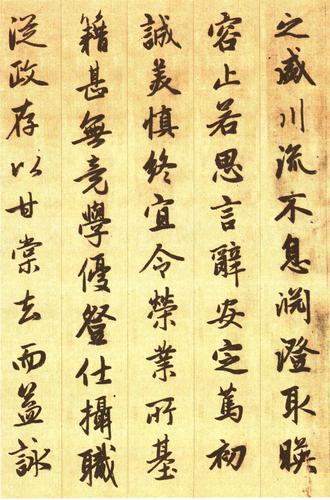 之盛川流不息渊澄取暎
容止若思言辭安定篤初
誠美慎終宜令榮業所基
籍甚無竟學優登仕攝職
從政存以甘棠去而益詠